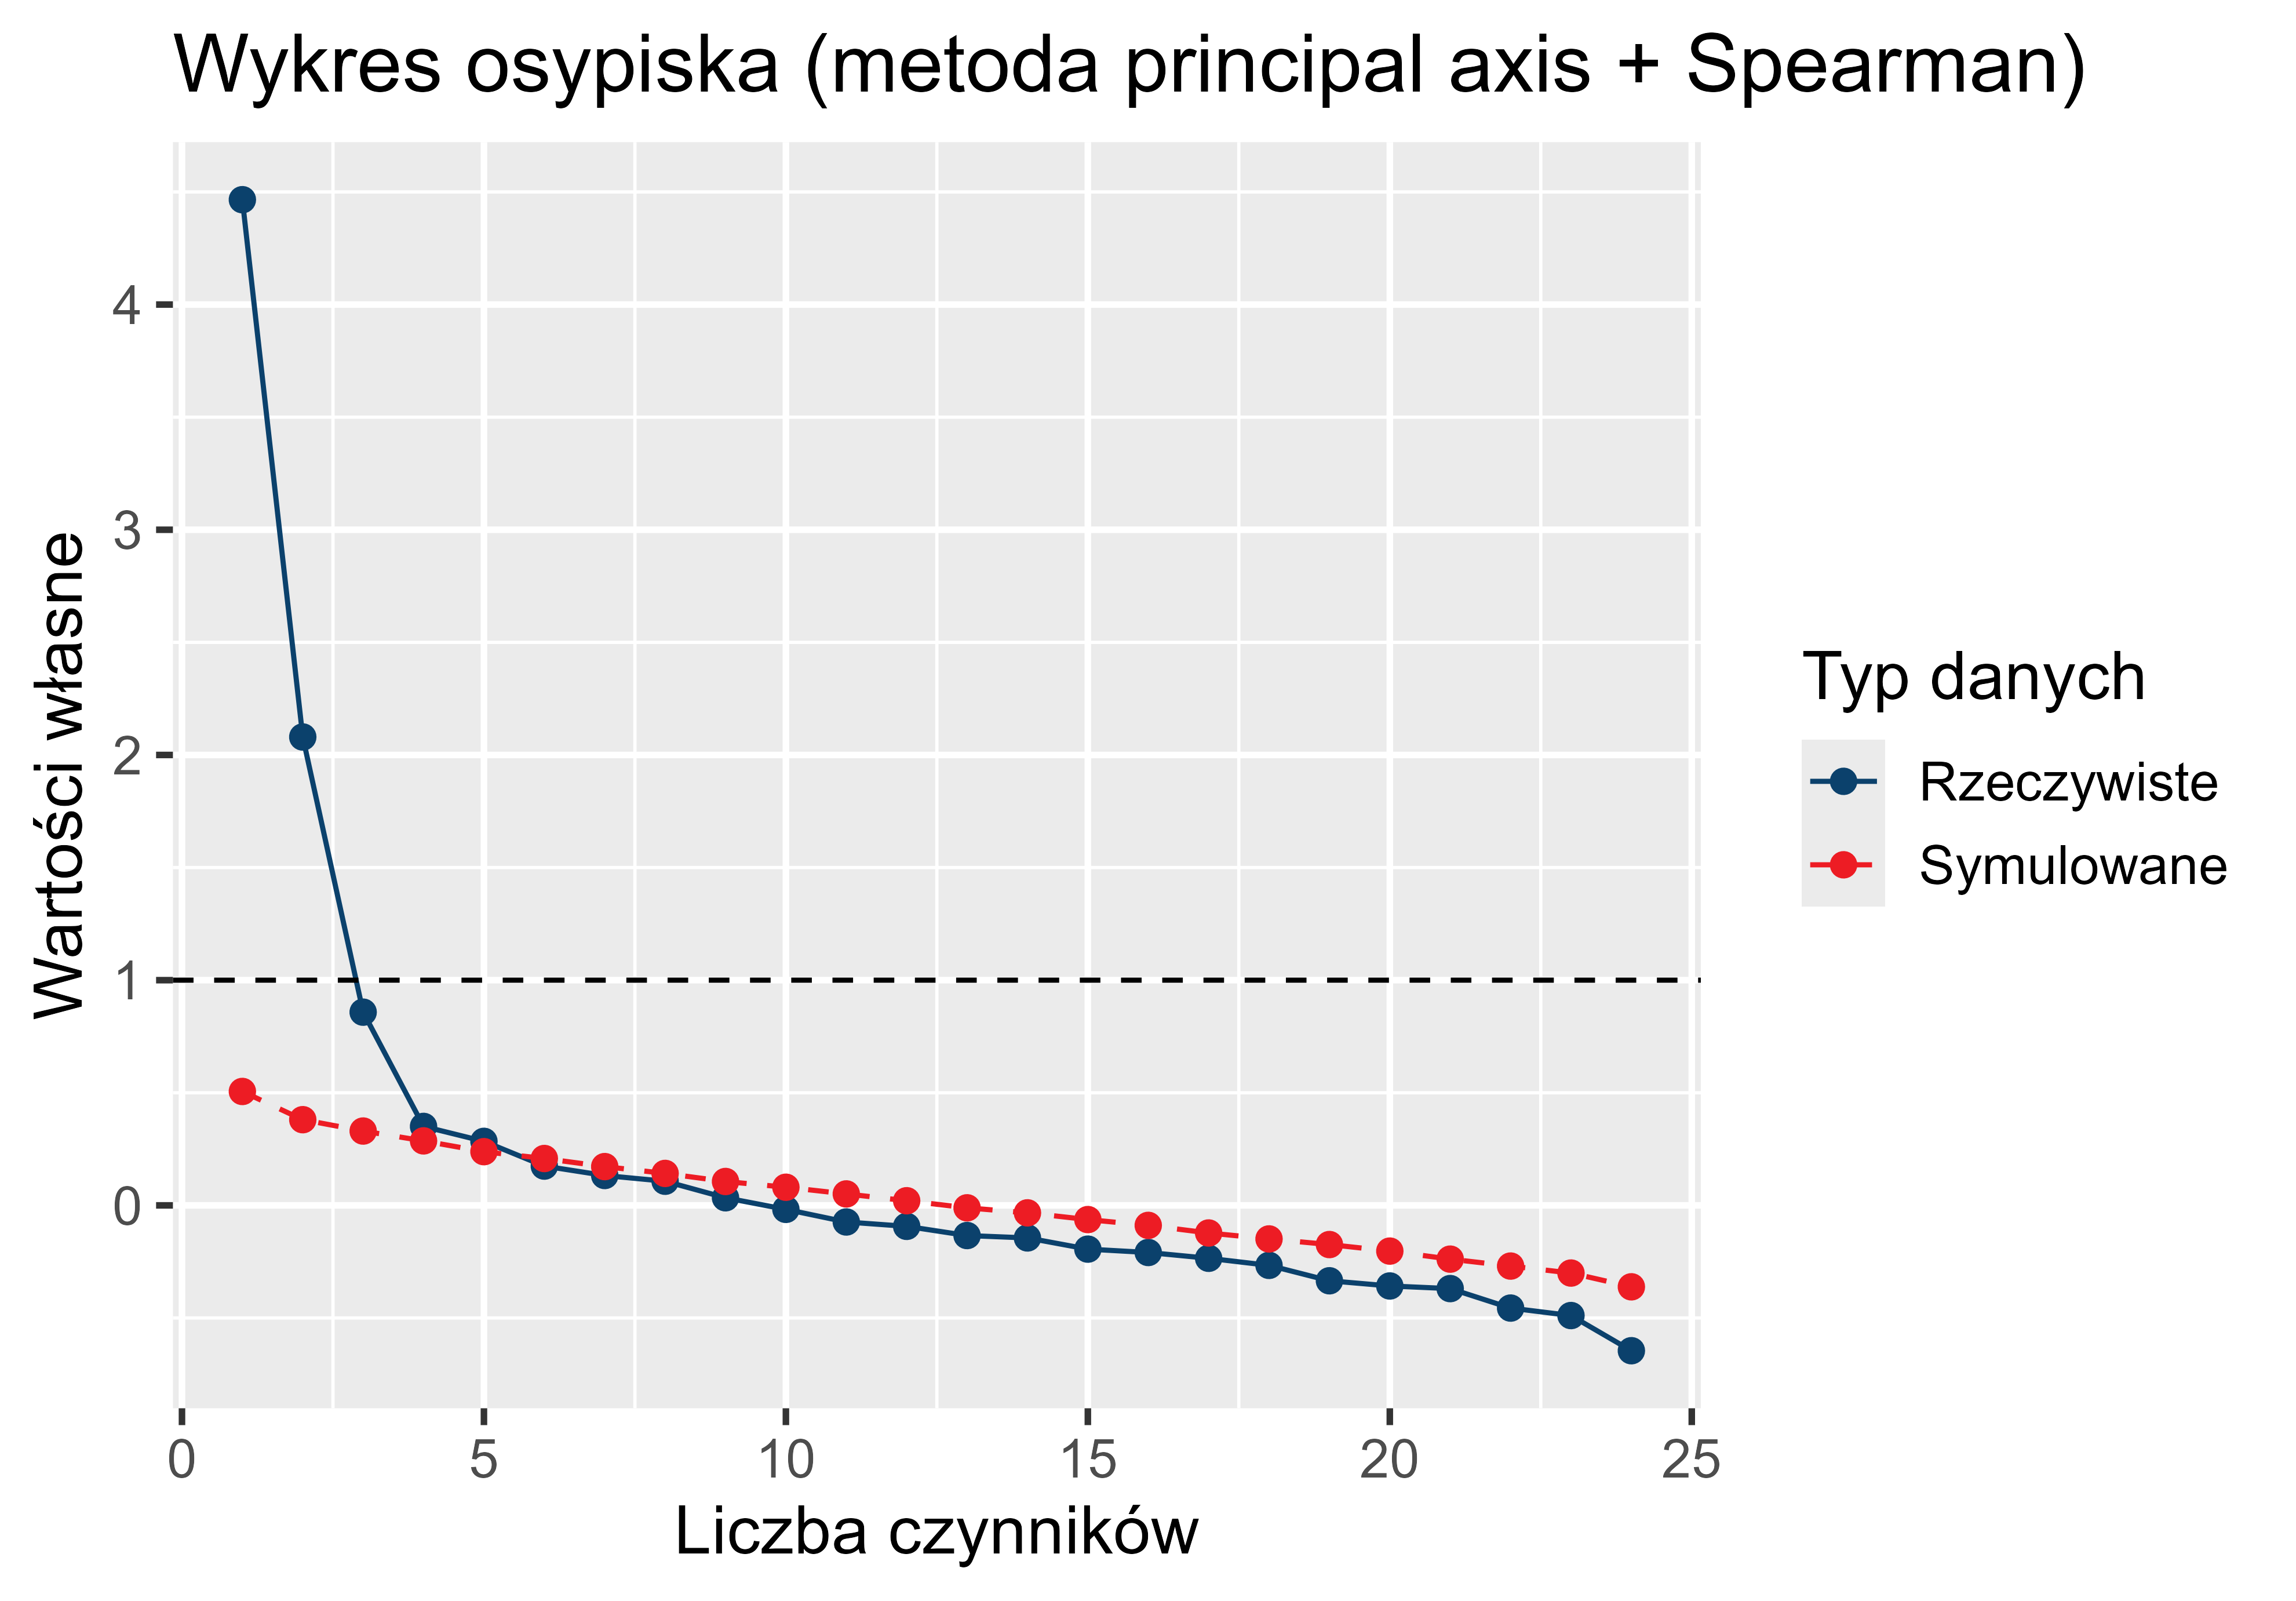 Wykres osypiska (metoda principal axis + Spearman)
Wartości własne
4
3
2
1
0
0 5 10 15 20 25
Liczba czynników
Typ danych
Rzeczywiste
Symulowane